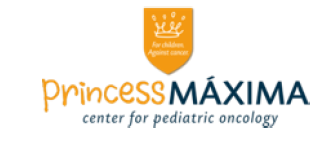 For children.
Against cancer
princess MÁXIMA
center for pediatric oncology